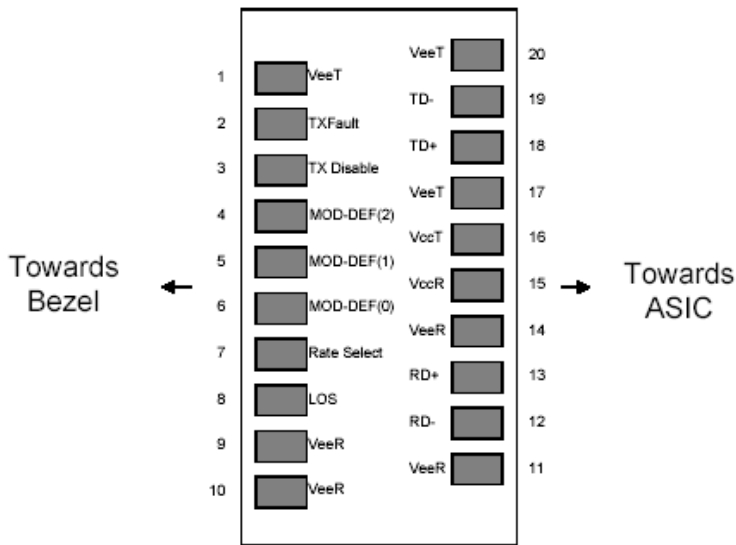 Towards
Bezel
1 VeeT
2 TXFault
3 TX Disable
4 MOD-DEF(2)
5 MOD-DEF(1)
6 MOD-DEF(0)
7 Rate Select
8 LOS
9 VeeR
10 VeeR
VeeT 20
TD- 19
TD+ 18
VeeT 17
VccT 16
VccR 15
VeeR 14
RD+ 13
RD- 12
VeeR 11
Towards
ASIC